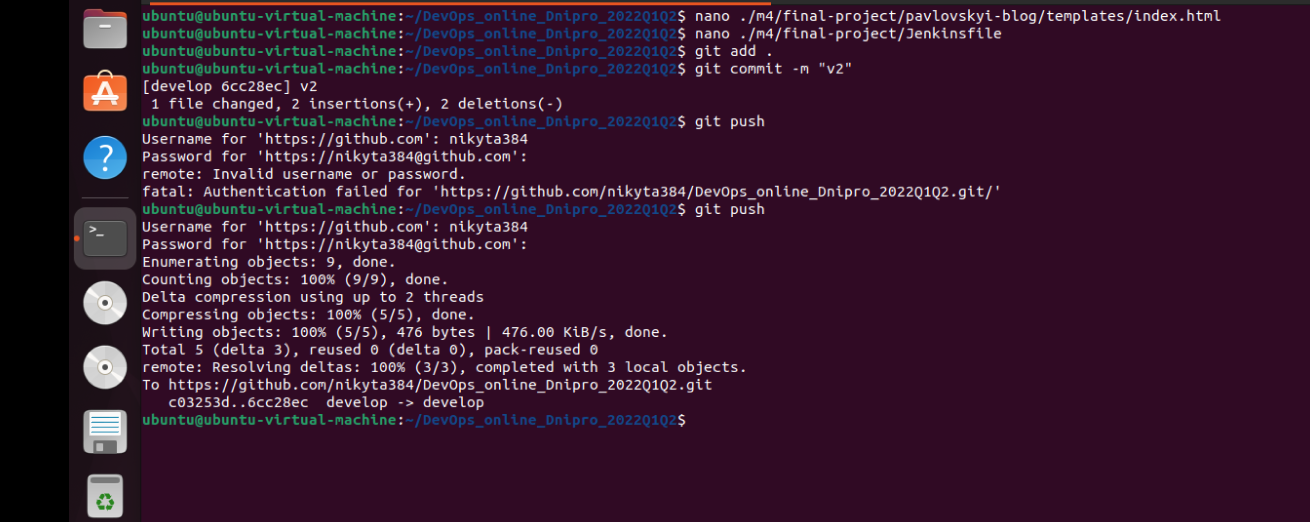 ubuntu@ubuntu-virtual-machine:~/DevOps_online_Dnipro_2022Q1Q2$ nano ./m4/final-project/pavlovskyi-blog/templates/index.html
ubuntu@ubuntu-virtual-machine:~/DevOps_online_Dnipro_2022Q1Q2$ nano ./m4/final-project/Jenkinsfile
ubuntu@ubuntu-virtual-machine:~/DevOps_online_Dnipro_2022Q1Q2$ git add .
ubuntu@ubuntu-virtual-machine:~/DevOps_online_Dnipro_2022Q1Q2$ git commit -m "v2"
[develop 6cc28ec] v2
 1 file changed, 2 insertions(+), 2 deletions(-)
ubuntu@ubuntu-virtual-machine:~/DevOps_online_Dnipro_2022Q1Q2$ git push
Username for 'https://github.com': nikyta384
Password for 'https://nikyta384@github.com':
remote: Invalid username or password.
fatal: Authentication failed for 'https://github.com/nikyta384/DevOps_online_Dnipro_2022Q1Q2.git/'
ubuntu@ubuntu-virtual-machine:~/DevOps_online_Dnipro_2022Q1Q2$ git push
Username for 'https://github.com': nikyta384
Password for 'https://nikyta384@github.com':
Enumerating objects: 9, done.
Counting objects: 100% (9/9), done.
Delta compression using up to 2 threads
Compressing objects: 100% (5/5), done.
Writing objects: 100% (5/5), 476 bytes | 476.00 KiB/s, done.
Total 5 (delta 3), reused 0 (delta 0), pack-reused 0
remote: Resolving deltas: 100% (3/3), completed with 3 local objects.
To https://github.com/nikyta384/DevOps_online_Dnipro_2022Q1Q2.git
   c03253d..6cc28ec  develop -> develop
ubuntu@ubuntu-virtual-machine:~/DevOps_online_Dnipro_2022Q1Q2$